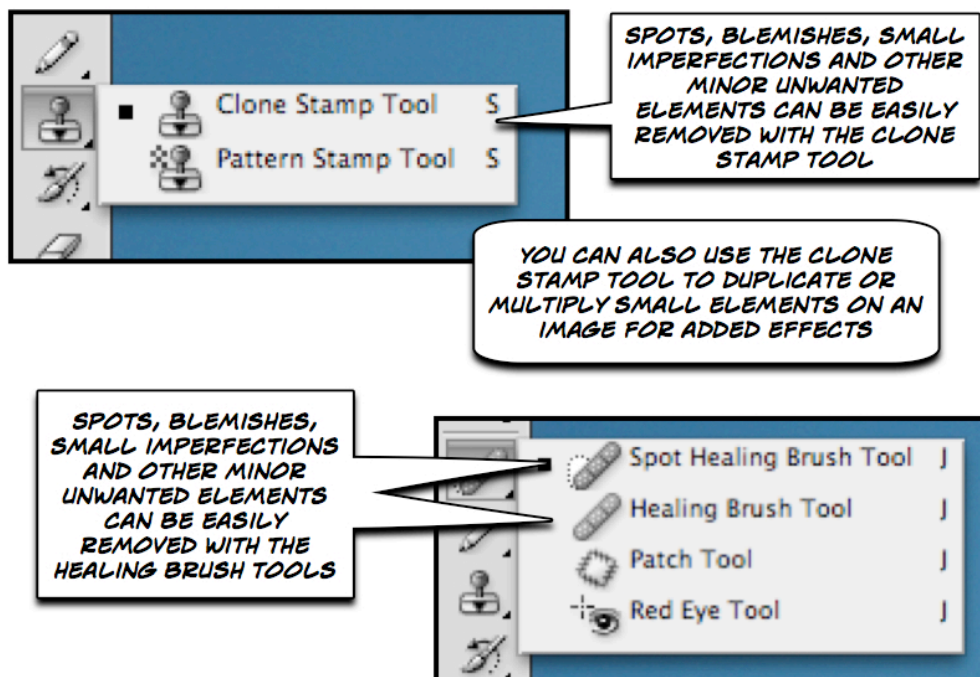 Clone Stamp Tool S
Pattern Stamp Tool S
SPOTS, BLEMISHES, SMALL
IMPERFECTIONS AND OTHER
MINOR UNWANTED
ELEMENTS CAN BE EASILY
REMOVED WITH THE CLONE
STAMP TOOL
YOU CAN ALSO USE THE CLONE
STAMP TOOL TO DUPLICATE OR
MULTIPLY SMALL ELEMENTS ON AN
IMAGE FOR ADDED EFFECTS
SPOTS, BLEMISHES,
SMALL IMPERFECTIONS
AND OTHER MINOR
UNWANTED ELEMENTS
CAN BE EASILY
REMOVED WITH THE
HEALING BRUSH TOOLS
Spot Healing Brush Tool J
Healing Brush Tool J
Patch Tool J
Red Eye Tool J